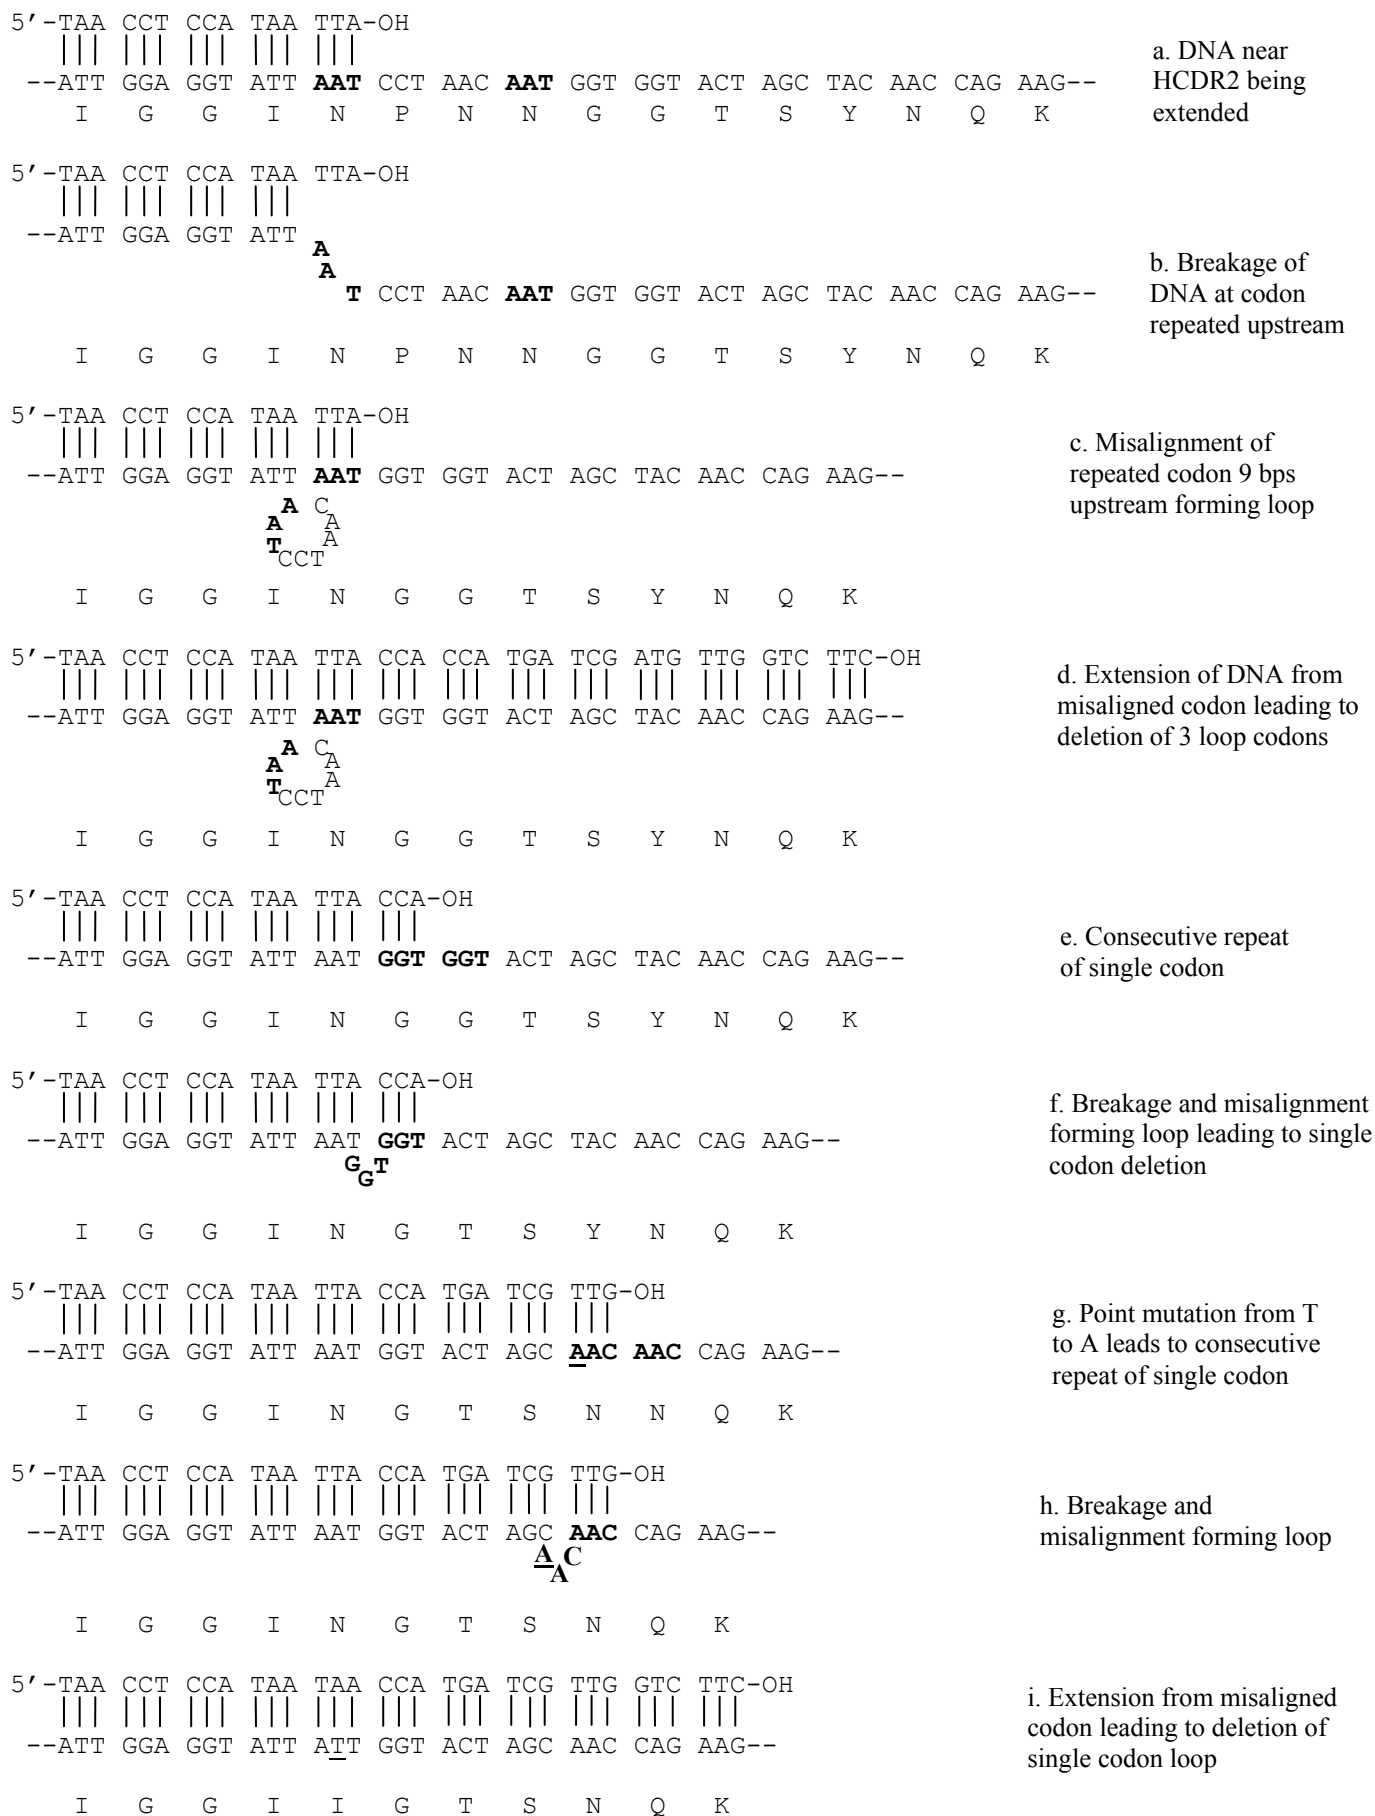 5′-TAA CCT CCA TAA TTA-OH
--ATT GGA GGT ATT AAT CCT AAC AAT GGT GGT ACT AGC TAC AAC CAG AAG--
I G G I N P N N G G T S Y N Q K
a. DNA near
HCDR2 being
extended
5′-TAA CCT CCA TAA TTA-OH
--ATT GGA GGT ATT
A
A
T CCT AAC AAT GGT GGT ACT AGC TAC AAC CAG AAG--
I G G I N P N N G G T S Y N Q K
b. Breakage of
DNA at codon
repeated upstream
5′-TAA CCT CCA TAA TTA-OH
--ATT GGA GGT ATT AAT GGT GGT ACT AGC TAC AAC CAG AAG--
A C
A A
T A
CCT
I G G I N G G T S Y N Q K
c. Misalignment of
repeated codon 9 bps
upstream forming loop
5′-TAA CCT CCA TAA TTA CCA CCA TGA TCG ATG TTG GTC TTC-OH
--ATT GGA GGT ATT AAT GGT GGT ACT AGC TAC AAC CAG AAG--
A C
A A
T A
CCT
I G G I N G G T S Y N Q K
d. Extension of DNA from
misaligned codon leading to
deletion of 3 loop codons
5′-TAA CCT CCA TAA TTA CCA-OH
--ATT GGA GGT ATT AAT GGT GGT ACT AGC TAC AAC CAG AAG--
I G G I N G G T S Y N Q K
e. Consecutive repeat
of single codon
5′-TAA CCT CCA TAA TTA CCA-OH
--ATT GGA GGT ATT AAT GGT ACT AGC TAC AAC CAG AAG--
G T
G
I G G I N G T S Y N Q K
f. Breakage and misalignment
forming loop leading to single
codon deletion
5′-TAA CCT CCA TAA TTA CCA TGA TCG TTG-OH
--ATT GGA GGT ATT AAT GGT ACT AGC AAC AAC CAG AAG--
I G G I N G T S N N Q K
g. Point mutation from T
to A leads to consecutive
repeat of single codon
5′-TAA CCT CCA TAA TTA CCA TGA TCG TTG-OH
--ATT GGA GGT ATT AAT GGT ACT AGC AAC CAG AAG--
A C
A
I G G I N G T S N Q K
h. Breakage and
misalignment forming loop
5′-TAA CCT CCA TAA TAA CCA TGA TCG TTG GTC TTC-OH
--ATT GGA GGT ATT ATT GGT ACT AGC AAC CAG AAG--
I G G I I G T S N Q K
i. Extension from misaligned
codon leading to deletion of
single codon loop